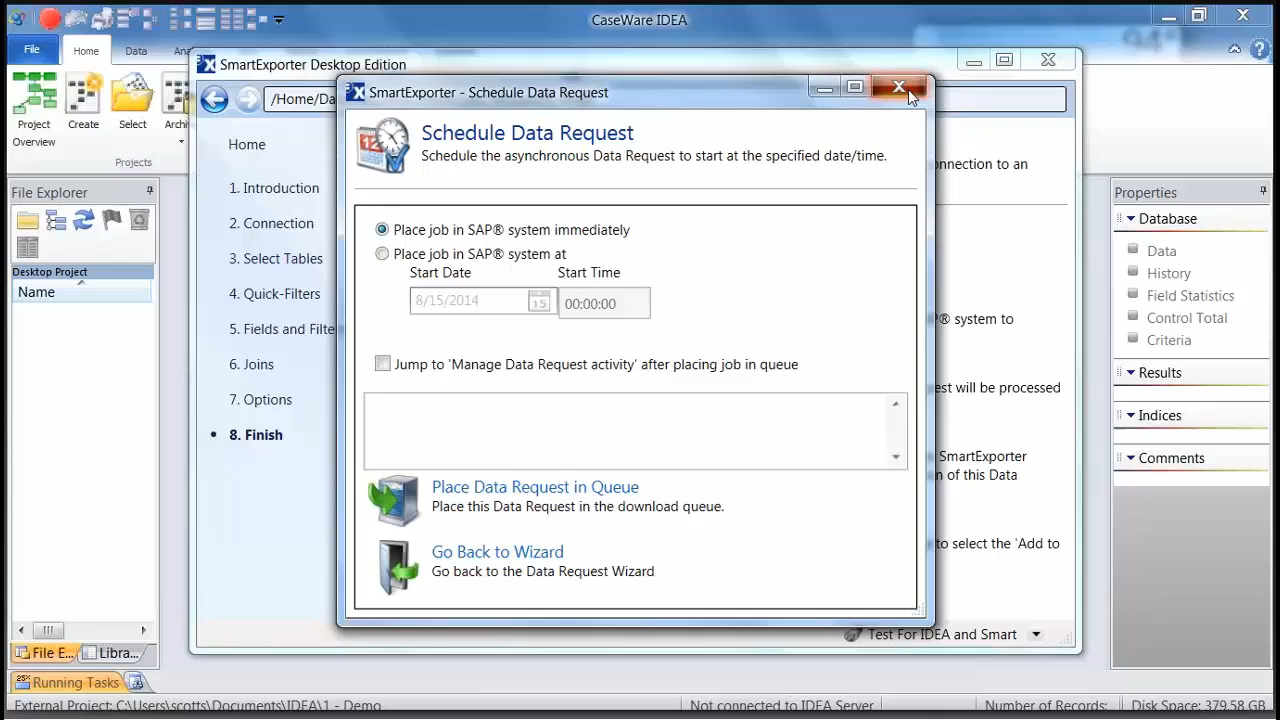 CaseWare IDEA
File
Home
Data
Project
Overview
Create
Select
Projects
SmartExporter Desktop Edition
SmartExporter - Schedule Data Request
Schedule Data Request
Schedule the asynchronous Data Request to start at the specified date/time.
Place job in SAP® system immediately
Place job in SAP® system at
Start Date
Start Time
8/15/2014
15
00:00:00
Jump to 'Manage Data Request activity' after placing job in queue
Place Data Request in Queue
Place this Data Request in the download queue.
Go Back to Wizard
Go back to the Data Request Wizard
Home
1. Introduction
2. Connection
3. Select Tables
4. Quick-Filters
5. Fields and Filte
6. Joins
7. Options
8. Finish
onnection to an
® system to
est will be processed
SmartExporter
n of this Data
to select the 'Add to
Test For IDEA and Smart
File Explorer
Desktop Project
Name
File E...
Libra...
Running Tasks
Properties
Database
Data
History
Field Statistics
Control Total
Criteria
Results
Indices
Comments
External Project: C:\Users\scotts\Documents\IDEA\1 - Demo
Not connected to IDEA Server
Number of Records:
Disk Space: 379.58 GB